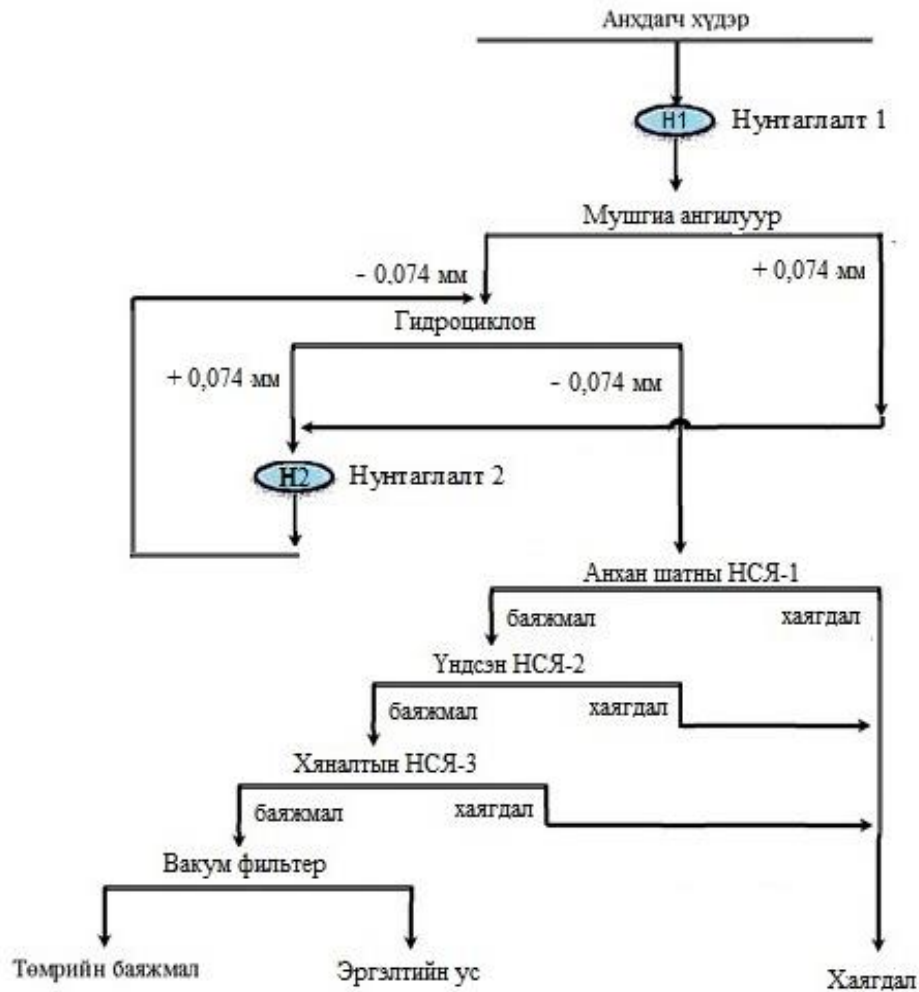 Анхдагч хүдэр
Н1 Нунтаглалт 1
Мушгиа ангилуур
- 0,074 мм + 0,074 мм
Гидроциклон
+ 0,074 мм - 0,074 мм
Н2 Нунтаглалт 2
Анхан шатны НСЯ-1
баяжмал хаягдал
Үндсэн НСЯ-2
баяжмал хаягдал
Хяналтын НСЯ-3
баяжмал хаягдал
Вакум фильтер
Төмрийн баяжмал Эргэлтийн ус Хаягдал